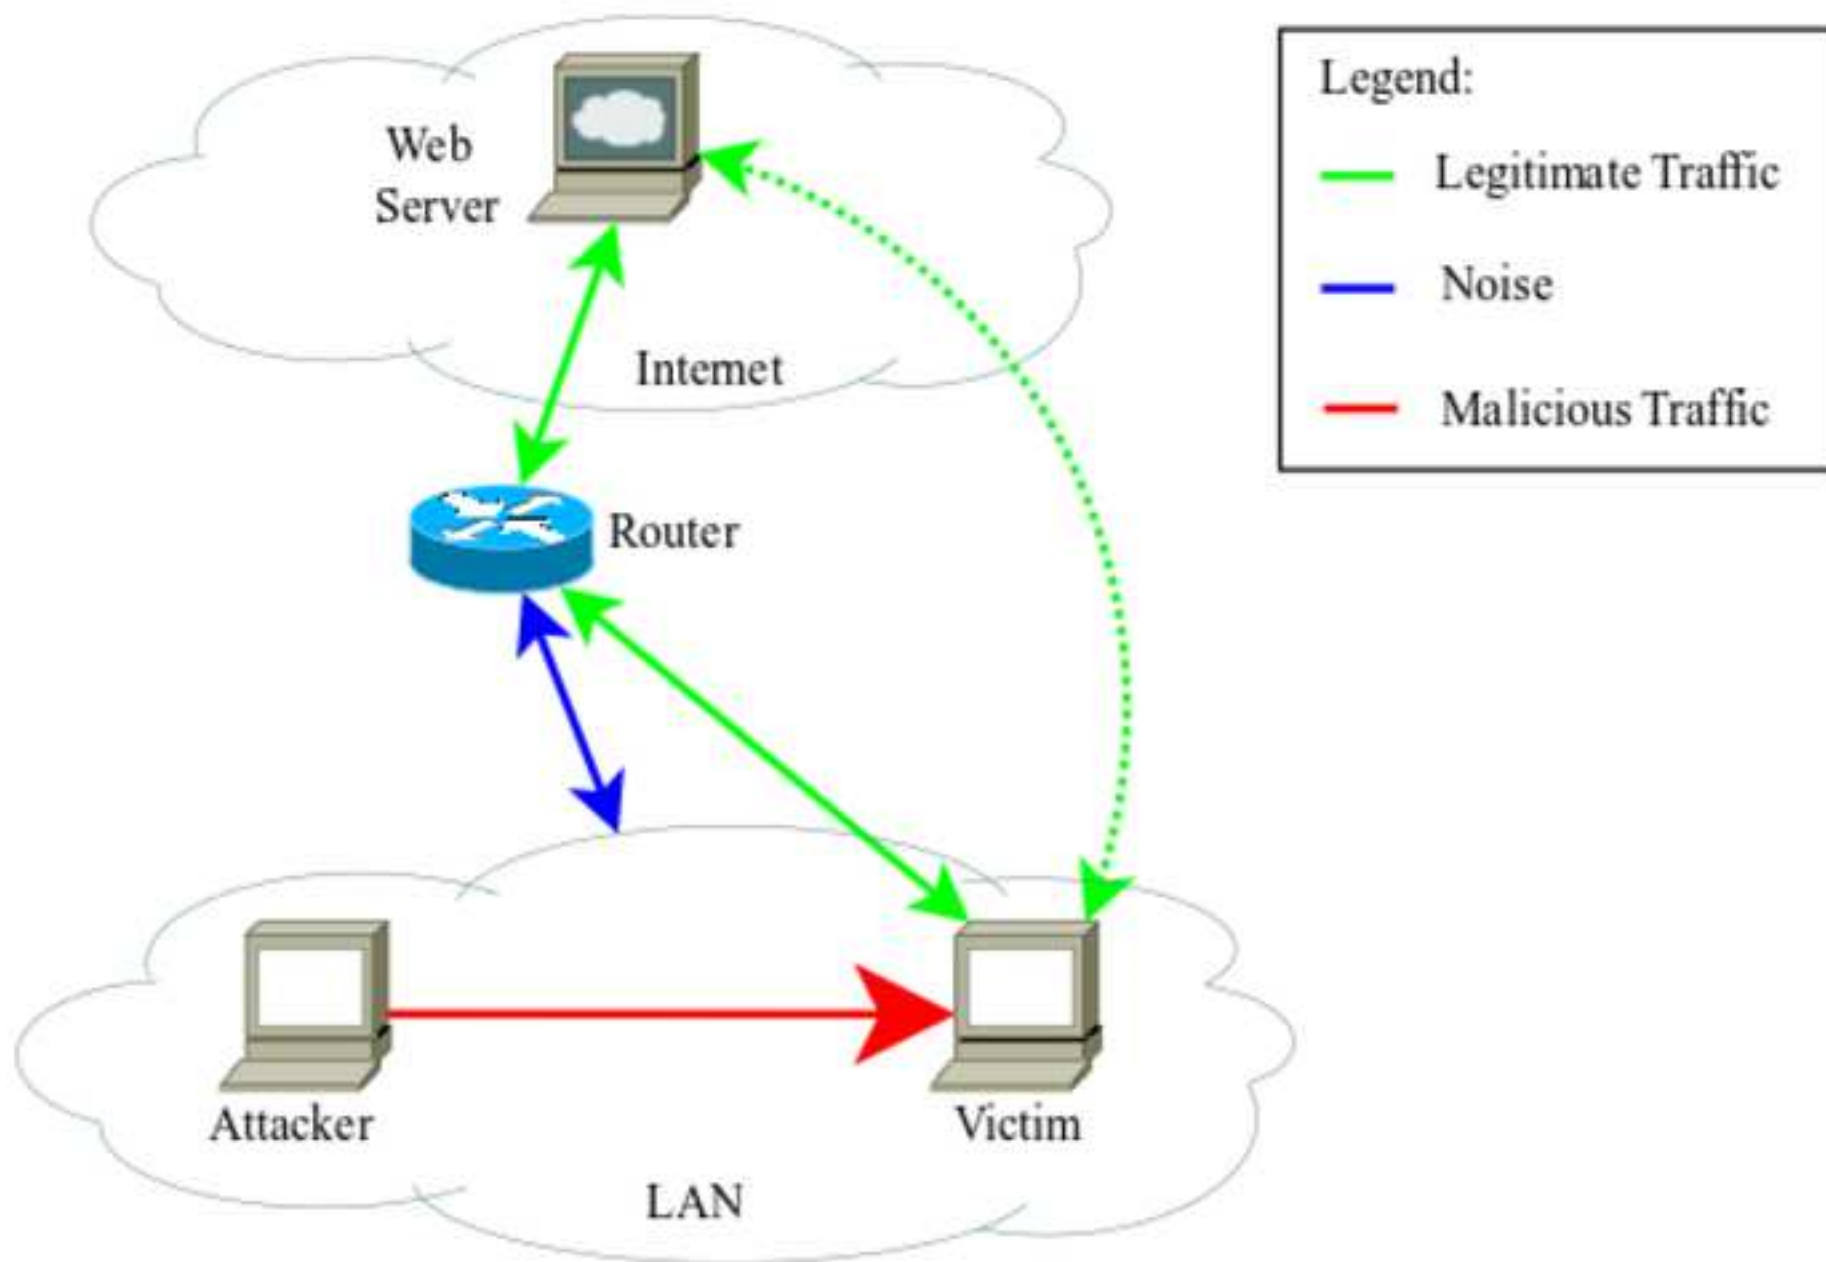 Web
Server
Internet
Router
Attacker
Victim
LAN
Legend:
Legitimate Traffic
Noise
Malicious Traffic